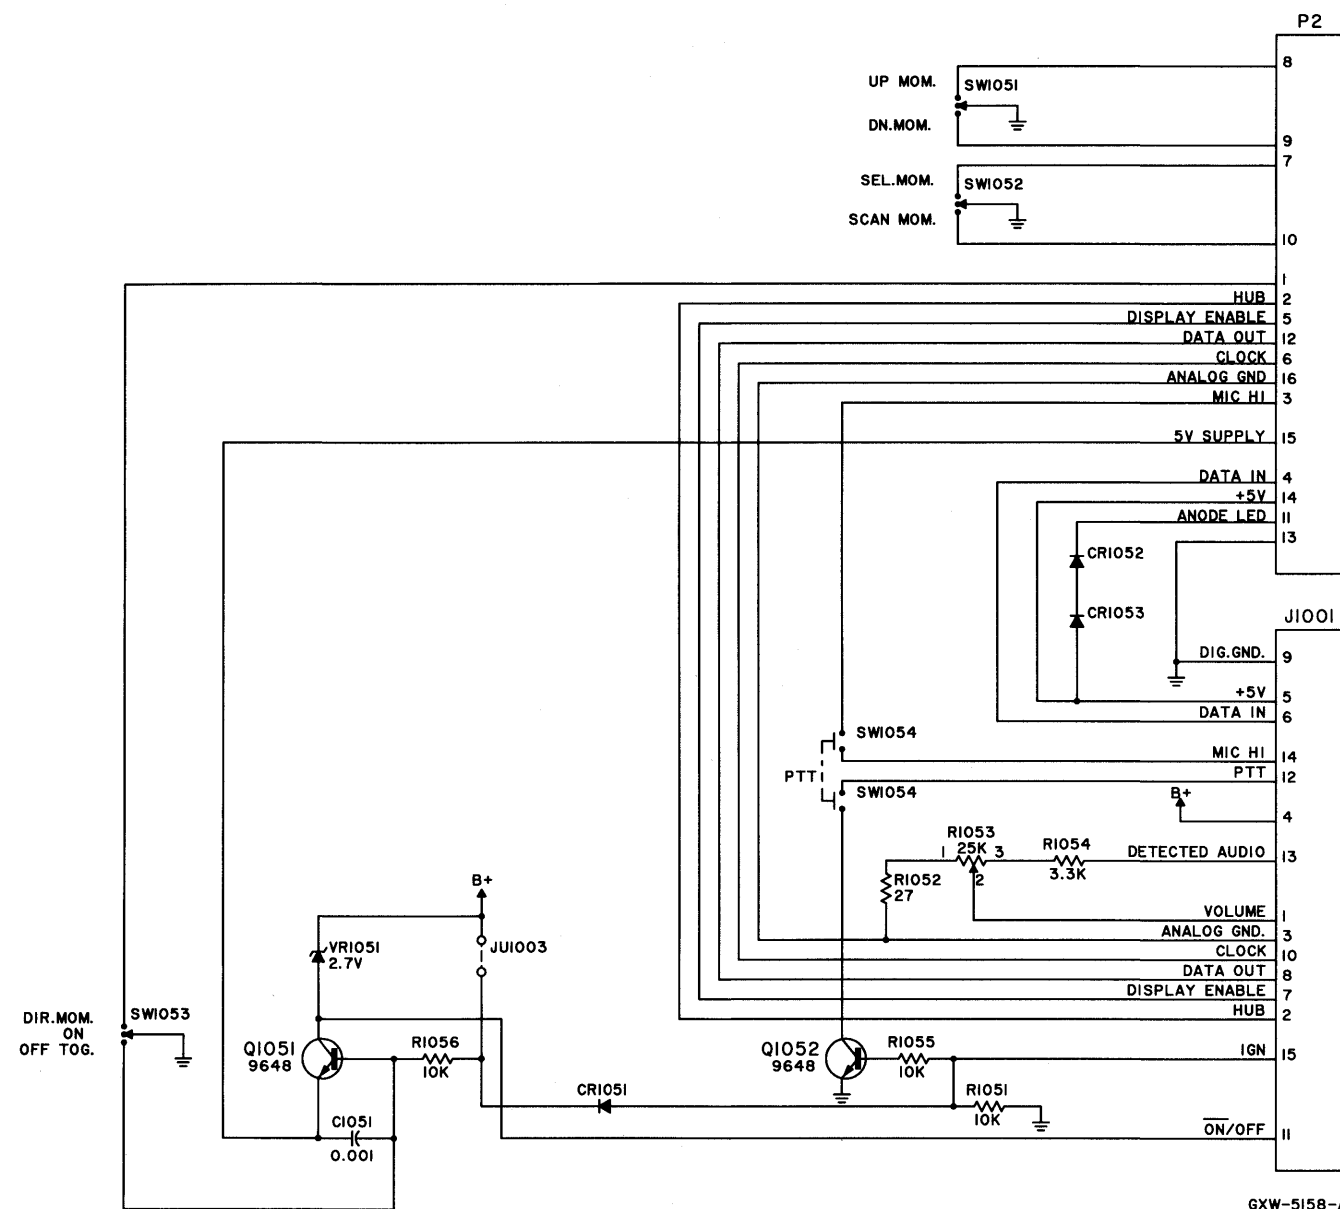 P2
8
UP MOM.
SW1051
DN.MOM.
9
7
SEL.MOM.
SW1052
SCAN MOM.
10
1
HUB 2
DISPLAY ENABLE 5
DATA OUT 12
CLOCK 6
ANALOG GND 16
MIC HI 3
5V SUPPLY 15
DATA IN 4
+5V 14
ANODE LED 11
13
CR1052
CR1053
J1001
DIG.GND. 9
+5V 5
DATA IN 6
SW1054
MIC HI 14
PTT
PTT 12
SW1054
B+
4
R1053
25K
1
3
2
R1054
3.3K
DETECTED AUDIO 13
R1052
27
B+
VOLUME 1
ANALOG GND. 3
VR1051
2.7V
JU1003
CLOCK 10
DATA OUT 8
DISPLAY ENABLE 7
HUB 2
DIR.MOM.
ON
OFF TOG.
SW1053
Q1051
9648
R1056
10K
Q1052
9648
R1055
10K
IGN 15
CR1051
R1051
10K
C1051
0.001
ON/OFF 11
GXW-5158-